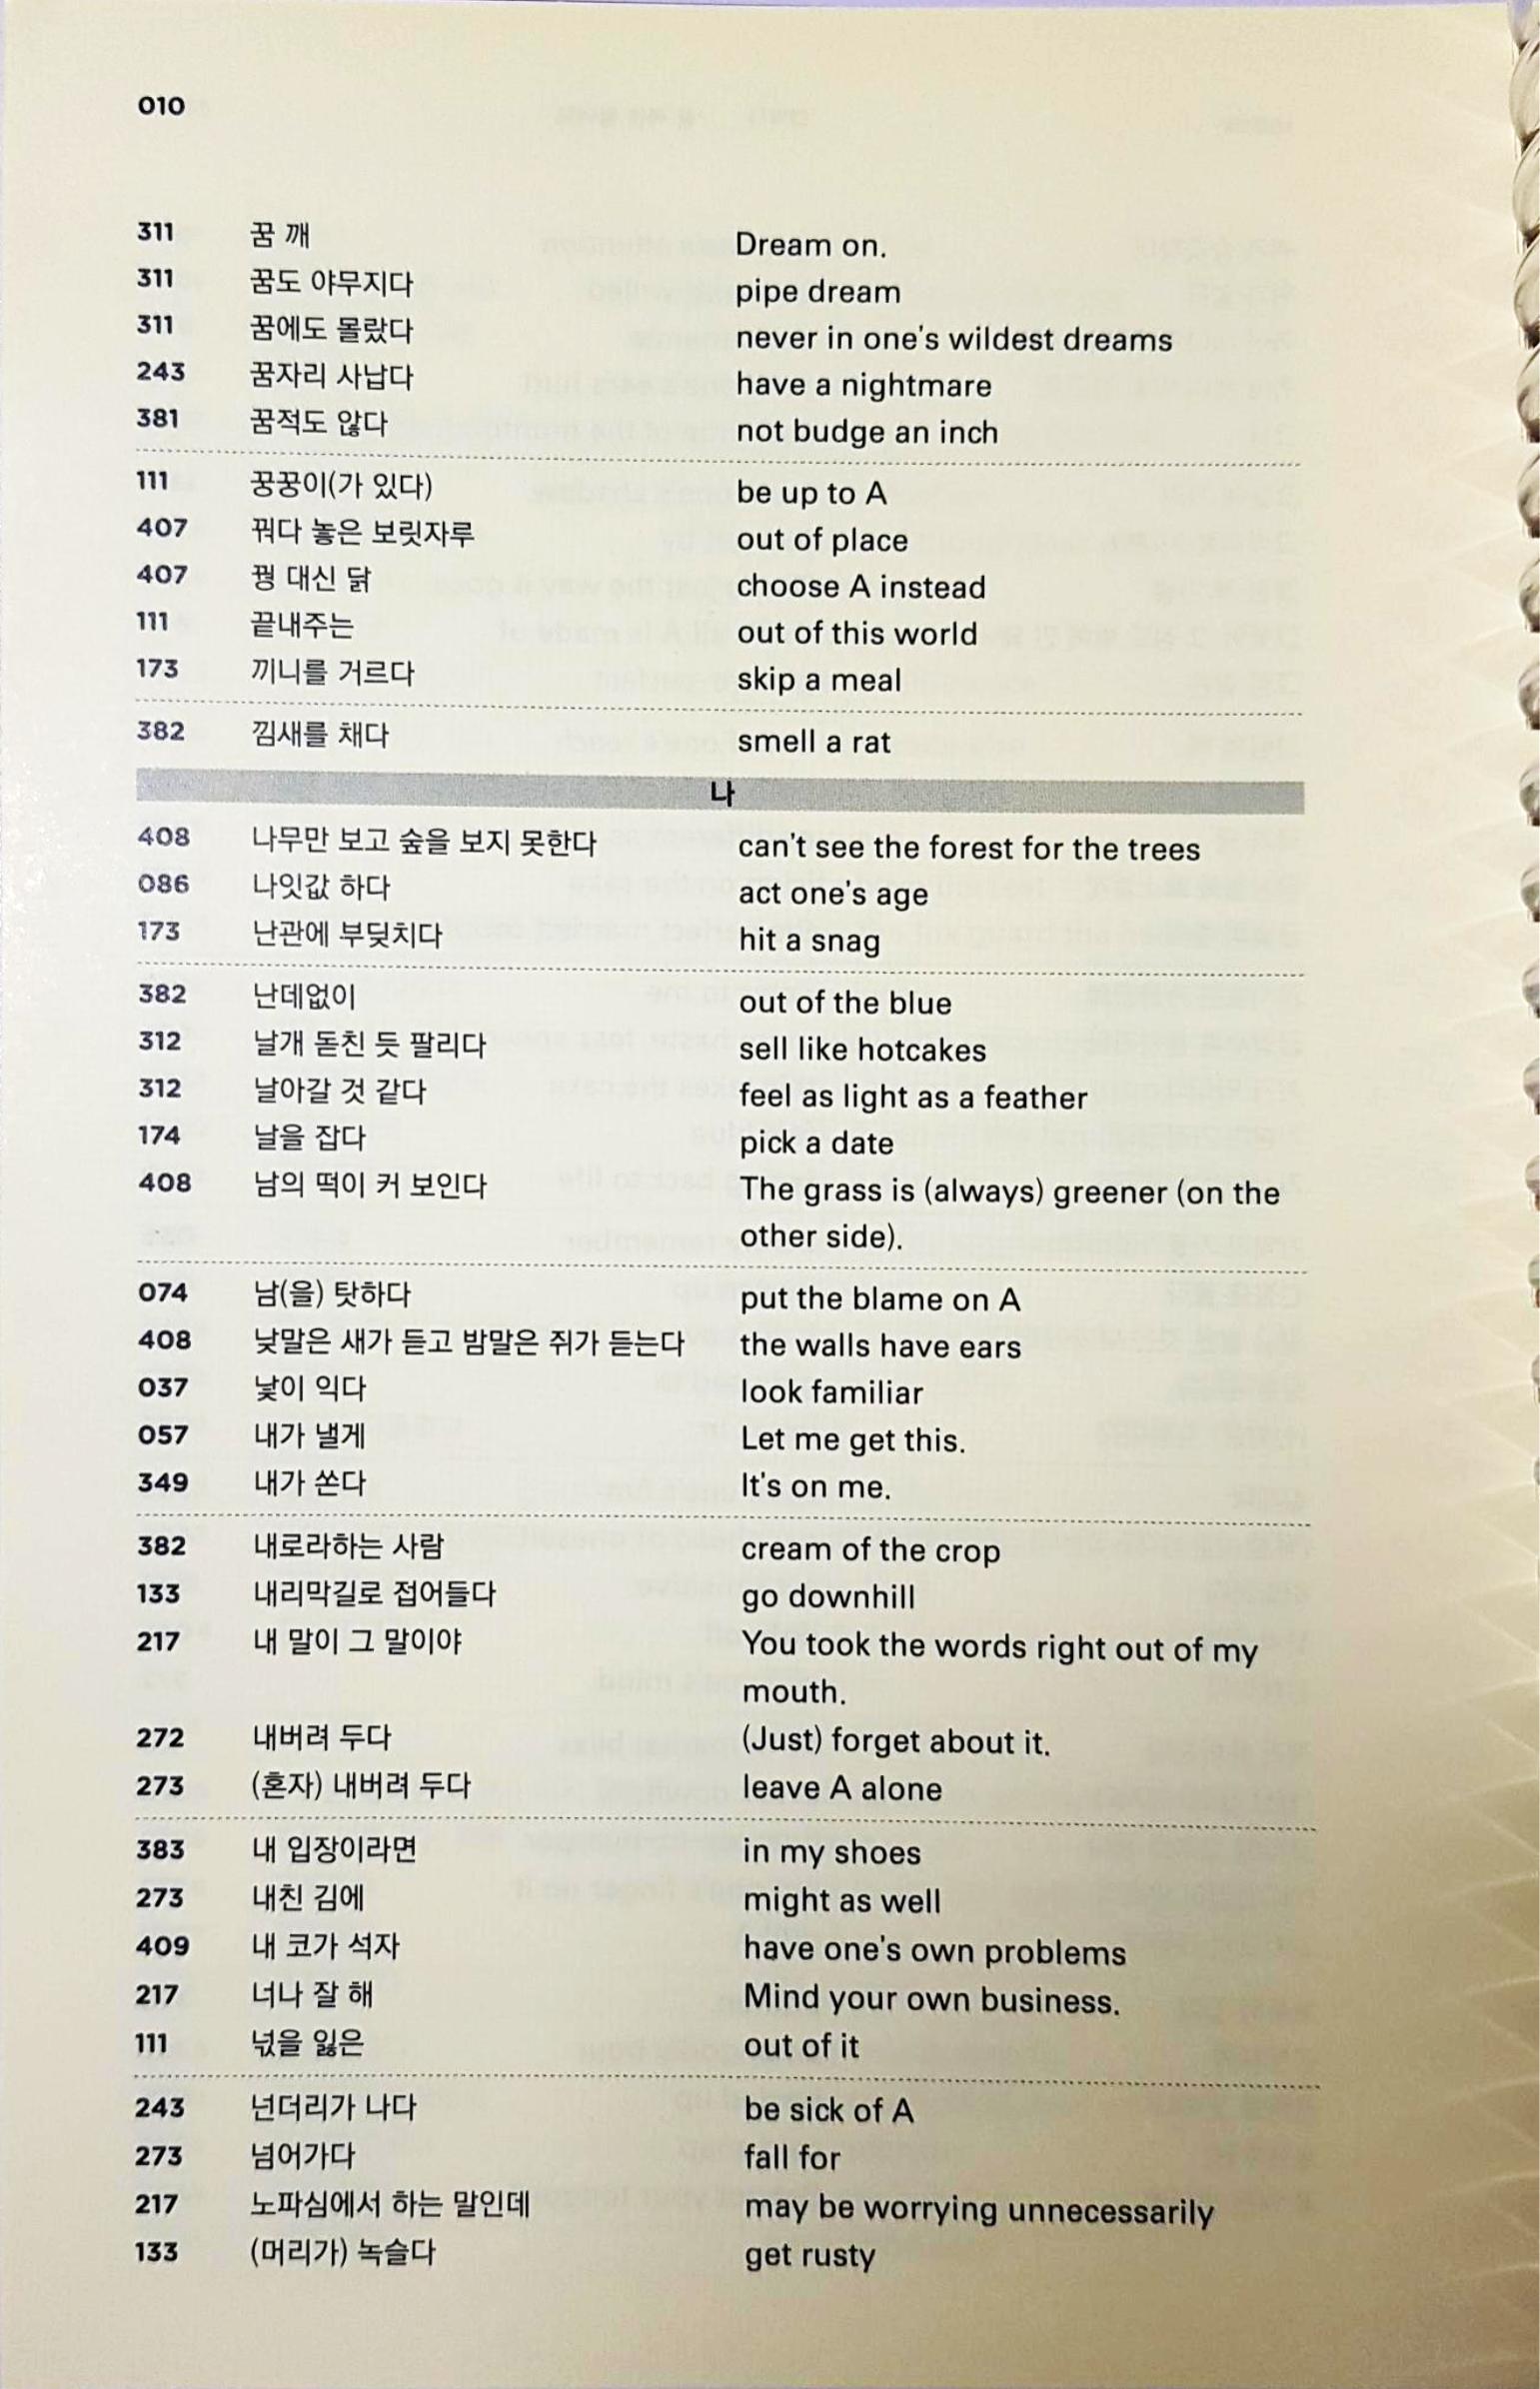 010
311 꿈 깨 Dream on.
311 꿈도 야무지다 pipe dream
311 꿈에도 몰랐다 never in one's wildest dreams
243 꿈자리 사납다 have a nightmare
381 꿈적도 않다 not budge an inch
111 꿍꿍이(가 있다) be up to A
407 꿔다 놓은 보릿자루 out of place
407 꿩 대신 닭 choose A instead
111 끝내주는 out of this world
173 끼니를 거르다 skip a meal
382 낌새를 채다 smell a rat
나
408 나무만 보고 숲을 보지 못한다 can't see the forest for the trees
086 나잇값 하다 act one's age
173 난관에 부딪치다 hit a snag
382 난데없이 out of the blue
312 날개 돋친 듯 팔리다 sell like hotcakes
312 날아갈 것 같다 feel as light as a feather
174 날을 잡다 pick a date
408 남의 떡이 커 보인다 The grass is (always) greener (on the
other side).
074 남(을) 탓하다 put the blame on A
408 낮말은 새가 듣고 밤말은 쥐가 듣는다 the walls have ears
037 낯이 익다 look familiar
057 내가 낼게 Let me get this.
349 내가 쏜다 It's on me.
382 내로라하는 사람 cream of the crop
133 내리막길로 접어들다 go downhill
217 내 말이 그 말이야 You took the words right out of my
mouth.
272 내버려 두다 (Just) forget about it.
273 (혼자) 내버려 두다 leave A alone
383 내 입장이라면 in my shoes
273 내친 김에 might as well
409 내 코가 석자 have one's own problems
217 너나 잘 해 Mind your own business.
111 넋을 잃은 out of it
243 넌더리가 나다 be sick of A
273 넘어가다 fall for
217 노파심에서 하는 말인데 may be worrying unnecessarily
133 (머리가) 녹슬다 get rusty